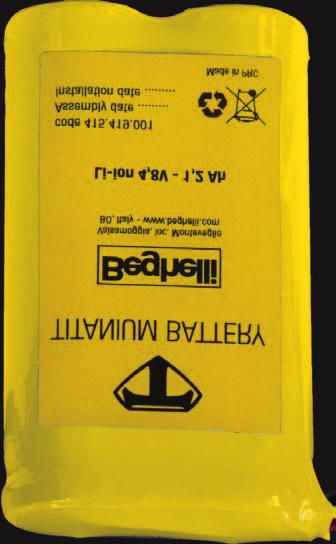 TITANIUM BATTERY
Beghelli
Valsamoggia, loc. Monteveglio
BO, Italy - www.beghelli.com
Li-ion 4,8V - 1,2 Ah
code 415.419.001
Assembly date .........
Installation date .........
Made in PRC